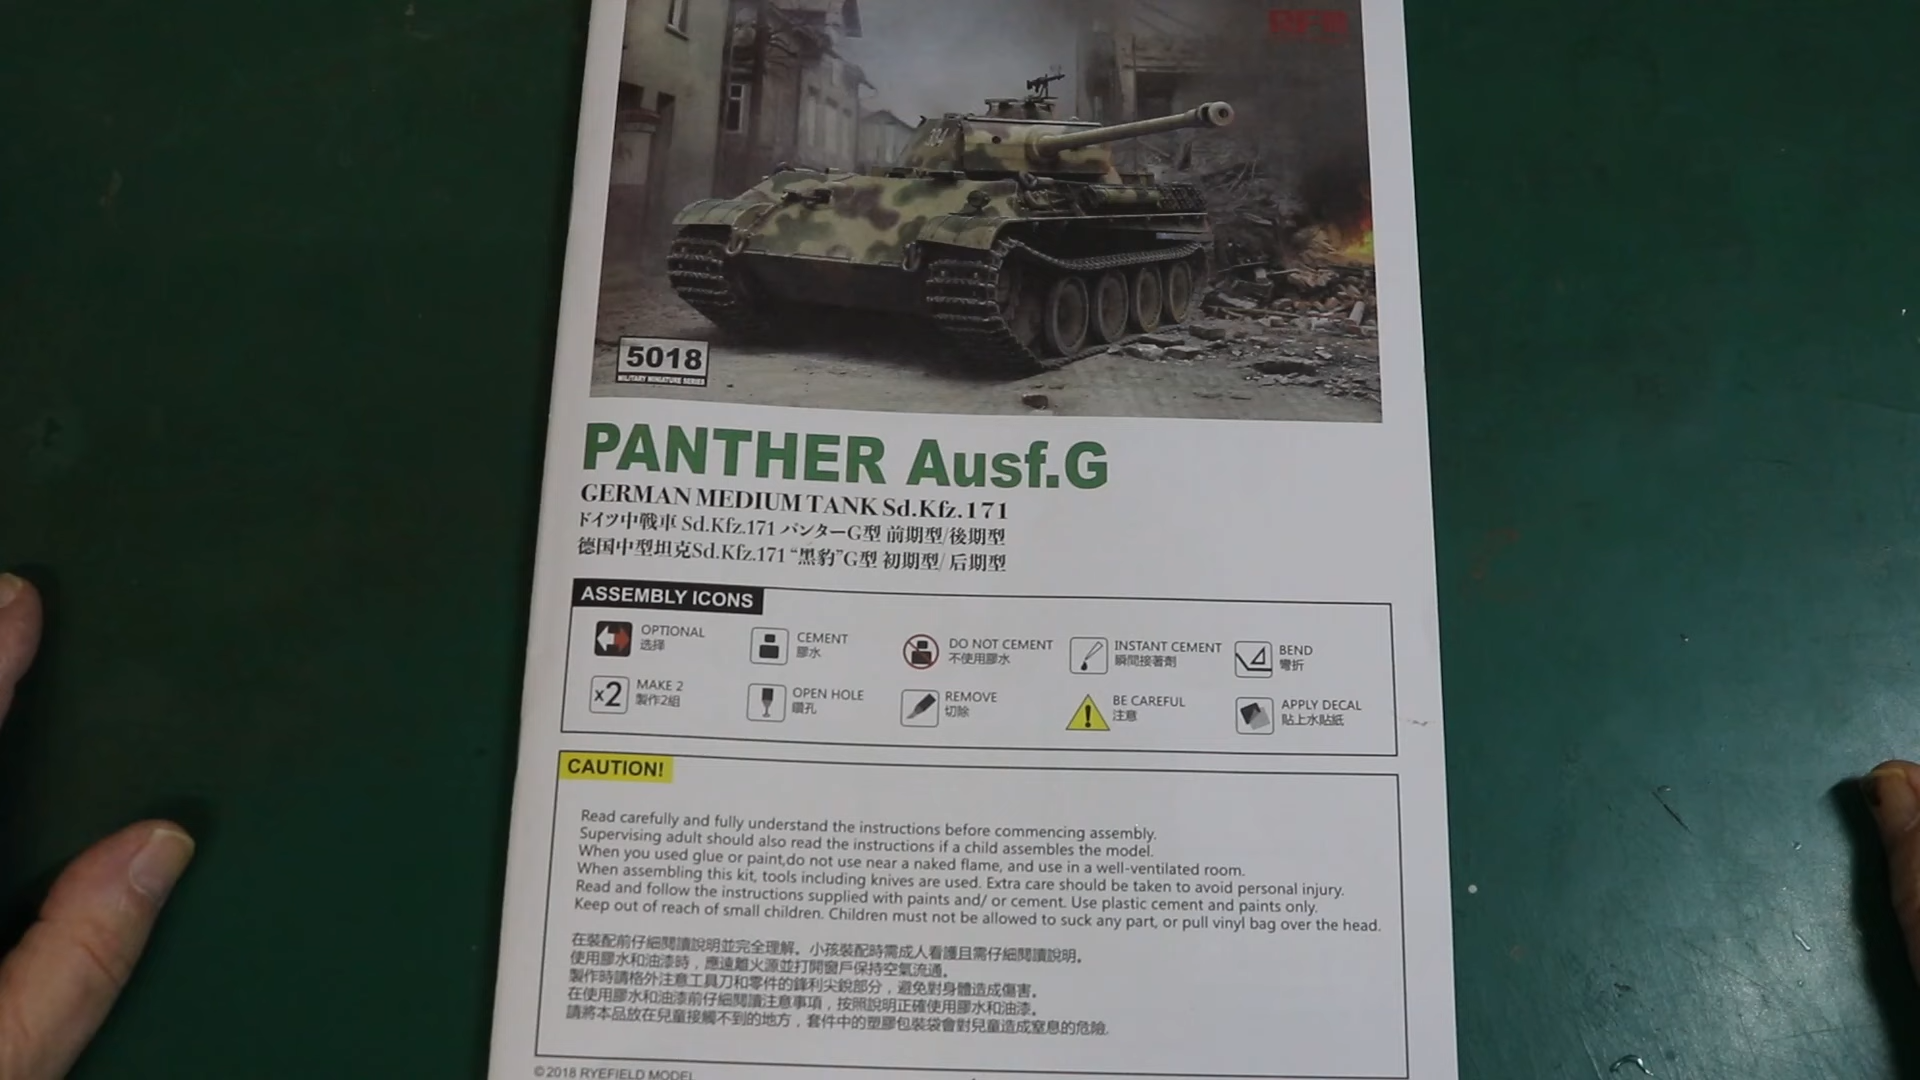 RFM
334
5018
MILITARY MINIATURE SERIES
PANTHER Ausf.G
GERMAN MEDIUM TANK Sd.Kfz.171
ドイツ中戦車 Sd.Kfz.171 パンターG型 前期型/後期型
德国中型坦克Sd.Kfz.171 “黑豹”G型 初期型/ 后期型
ASSEMBLY ICONS
OPTIONAL
选择
CEMENT
膠水
DO NOT CEMENT
不使用膠水
INSTANT CEMENT
瞬間接著劑
BEND
彎折
x2
MAKE 2
製作2組
OPEN HOLE
鑽孔
REMOVE
切除
BE CAREFUL
注意
APPLY DECAL
貼上水貼紙
CAUTION!
Read carefully and fully understand the instructions before commencing assembly.
Supervising adult should also read the instructions if a child assembles the model.
When you used glue or paint,do not use near a naked flame, and use in a well-ventilated room.
When assembling this kit, tools including knives are used. Extra care should be taken to avoid personal injury.
Read and follow the instructions supplied with paints and/ or cement. Use plastic cement and paints only.
Keep out of reach of small children. Children must not be allowed to suck any part, or pull vinyl bag over the head.
在裝配前仔細閱讀說明並完全理解。小孩裝配時需成人看護且需仔細閱讀說明。
使用膠水和油漆時，應遠離火源並打開窗戶保持空氣流通。
製作時請格外注意工具刀和零件的鋒利尖銳部分，避免對身體造成傷害。
在使用膠水和油漆前仔細閱讀注意事項，按照說明正確使用膠水和油漆。
請將本品放在兒童接觸不到的地方，套件中的塑膠包裝袋會對兒童造成窒息的危險.
©2018 RYEFIELD MODEL